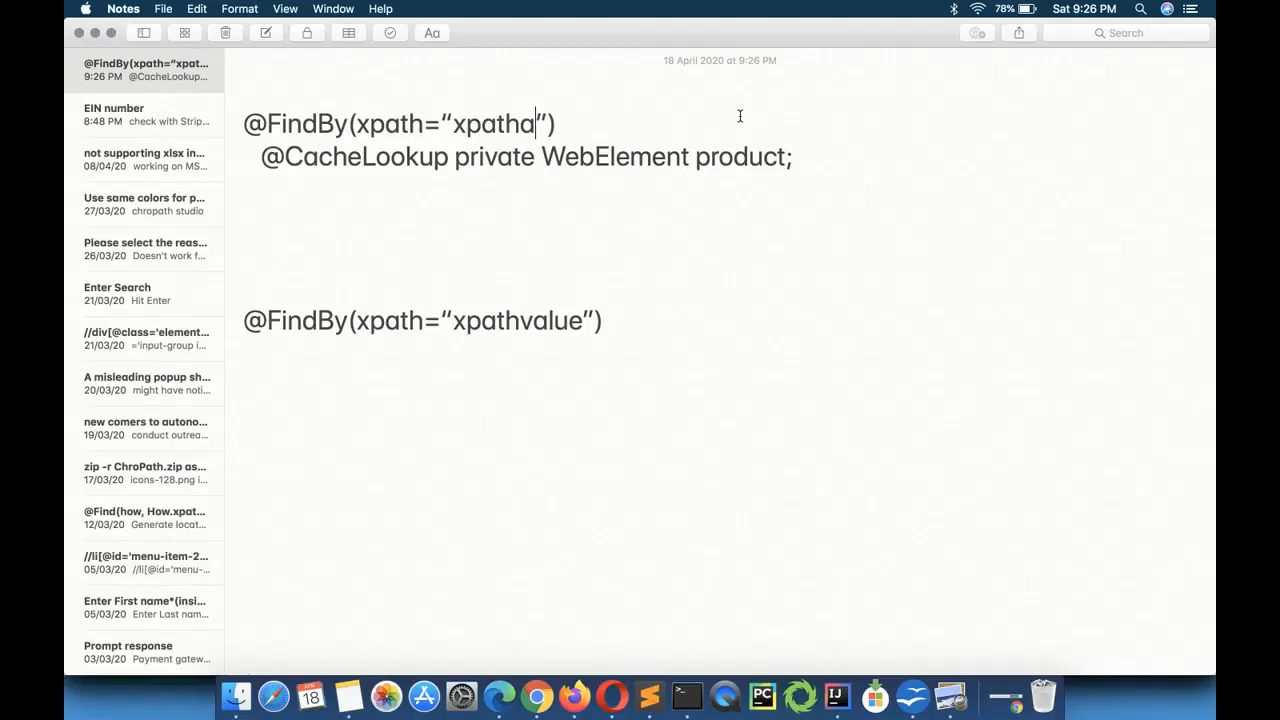 Notes File Edit Format View Window Help 78% Sat 9:26 PM
Aa Search
@FindBy(xpath=“xpat...
9:26 PM @CacheLookup...
EIN number
8:48 PM check with Strip...
not supporting xlsx in...
08/04/20 working on MS...
Use same colors for p...
27/03/20 chropath studio
Please select the reas...
26/03/20 Doesn't work f...
Enter Search
21/03/20 Hit Enter
//div[@class='element...
21/03/20 ='input-group i...
A misleading popup sh...
20/03/20 might have noti...
new comers to autono...
19/03/20 conduct outrea...
zip -r ChroPath.zip as...
17/03/20 icons-128.png i...
@Find(how, How.xpat...
12/03/20 Generate locat...
//li[@id='menu-item-2...
05/03/20 //li[@id='menu-...
Enter First name*(insi...
05/03/20 Enter Last nam...
Prompt response
03/03/20 Payment gatew...
18 April 2020 at 9:26 PM
@FindBy(xpath=“xpatha”)
@CacheLookup private WebElement product;
@FindBy(xpath=“xpathvalue”)
18 PC IJ